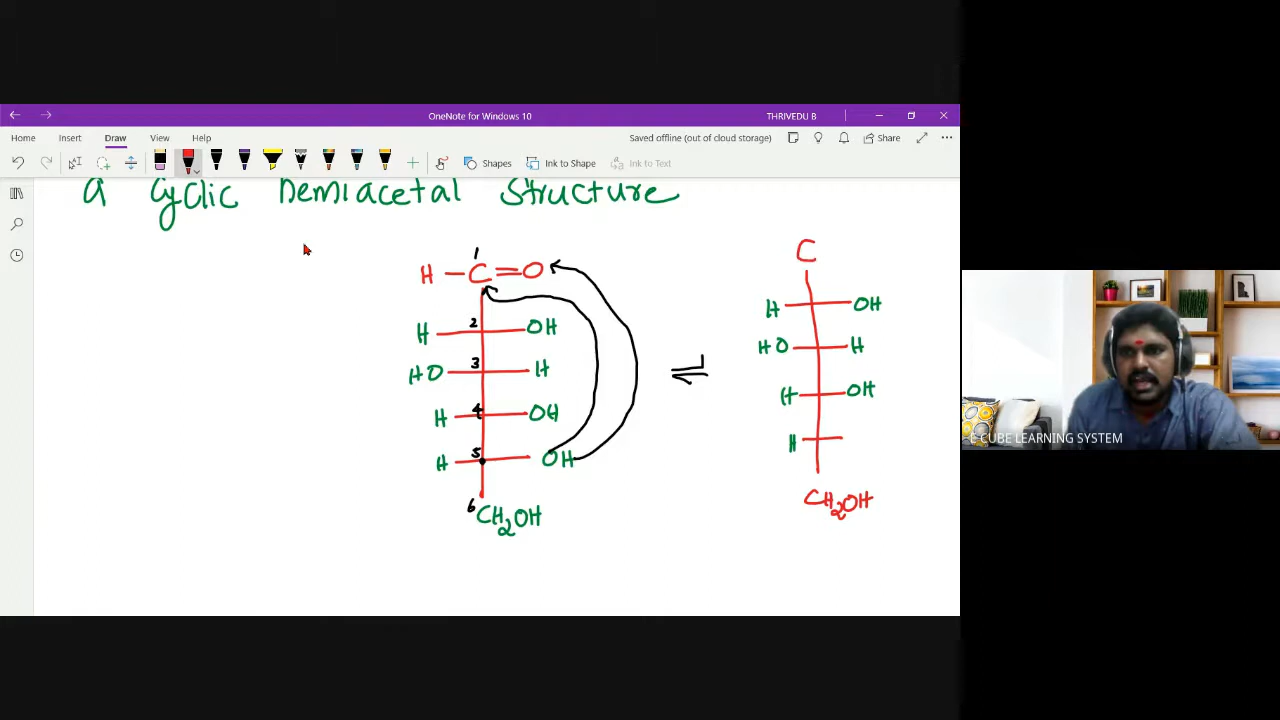 OneNote for Windows 10
THRIVEDU B
Home Insert Draw View Help
Saved offline (out of cloud storage)
Share
Shapes
Ink to Shape
Ink to Text
a Cyclic Hemiacetal Structure
1
H - C = O
2
H OH
3
HO H
4
H OH
5
H OH
6
CH2OH
⇌
C
H OH
HO H
H OH
H
CH2OH
E CUBE LEARNING SYSTEM